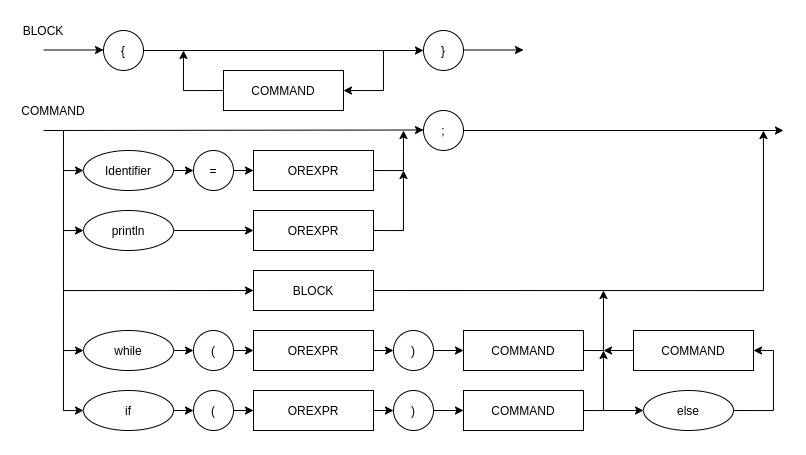 BLOCK
{ }
COMMAND
COMMAND
;
Identifier = OREXPR
println OREXPR
BLOCK
while ( OREXPR ) COMMAND COMMAND
if ( OREXPR ) COMMAND else